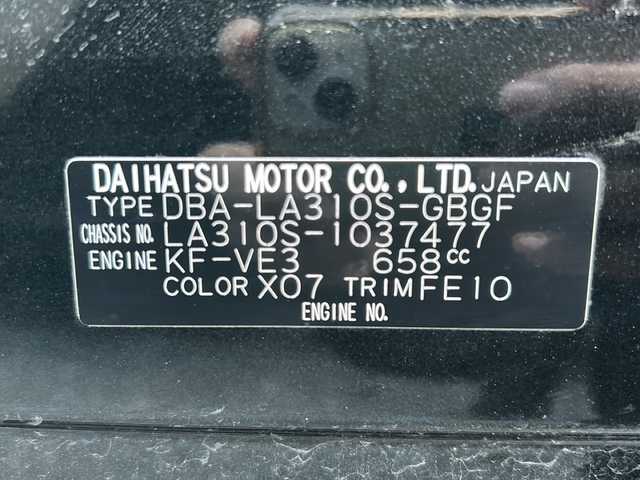 DAIHATSU MOTOR CO., LTD. JAPAN
TYPE DBA-LA310S-GBGF
CHASSIS NO. LA310S-1037477
ENGINE KF-VE3 658cc
COLOR X07 TRIM FE10
ENGINE NO.